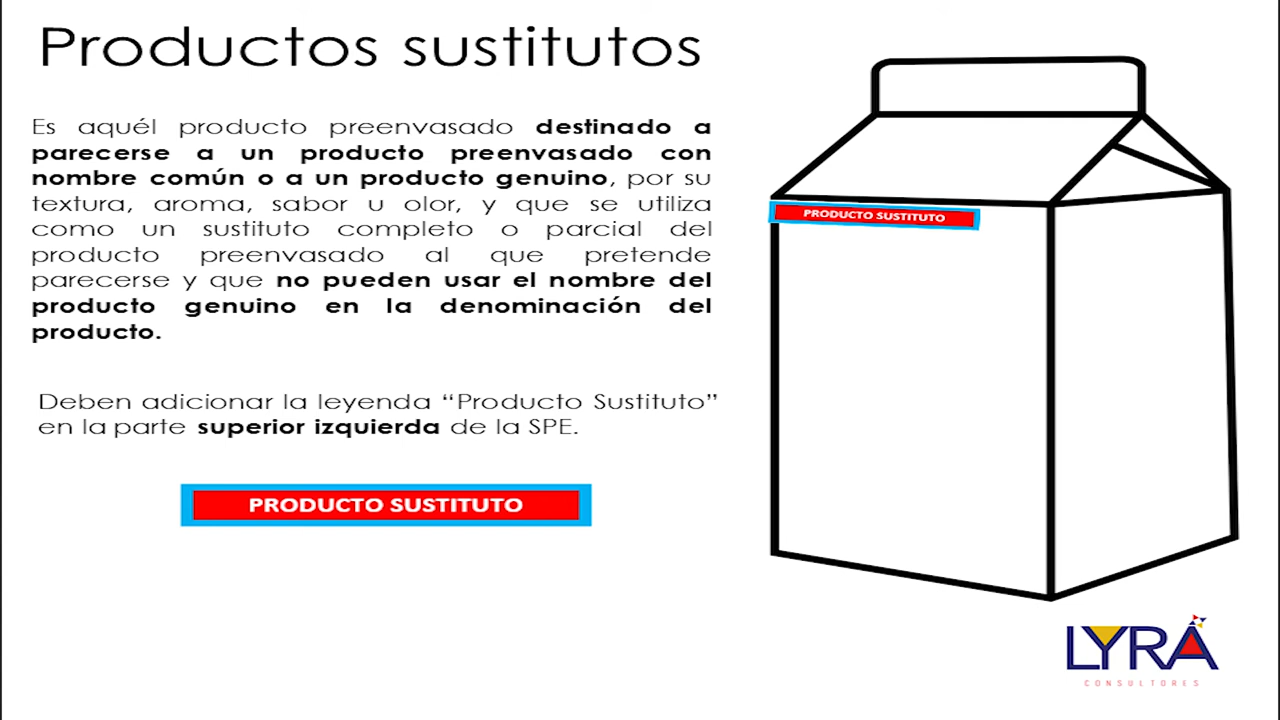 Productos sustitutos
Es aquél producto preenvasado destinado a
parecerse a un producto preenvasado con
nombre común o a un producto genuino, por su
textura, aroma, sabor u olor, y que se utiliza
como un sustituto completo o parcial del
producto preenvasado al que pretende
parecerse y que no pueden usar el nombre del
producto genuino en la denominación del
producto.
Deben adicionar la leyenda “Producto Sustituto”
en la parte superior izquierda de la SPE.
PRODUCTO SUSTITUTO
PRODUCTO SUSTITUTO
LYRA
CONSULTORES